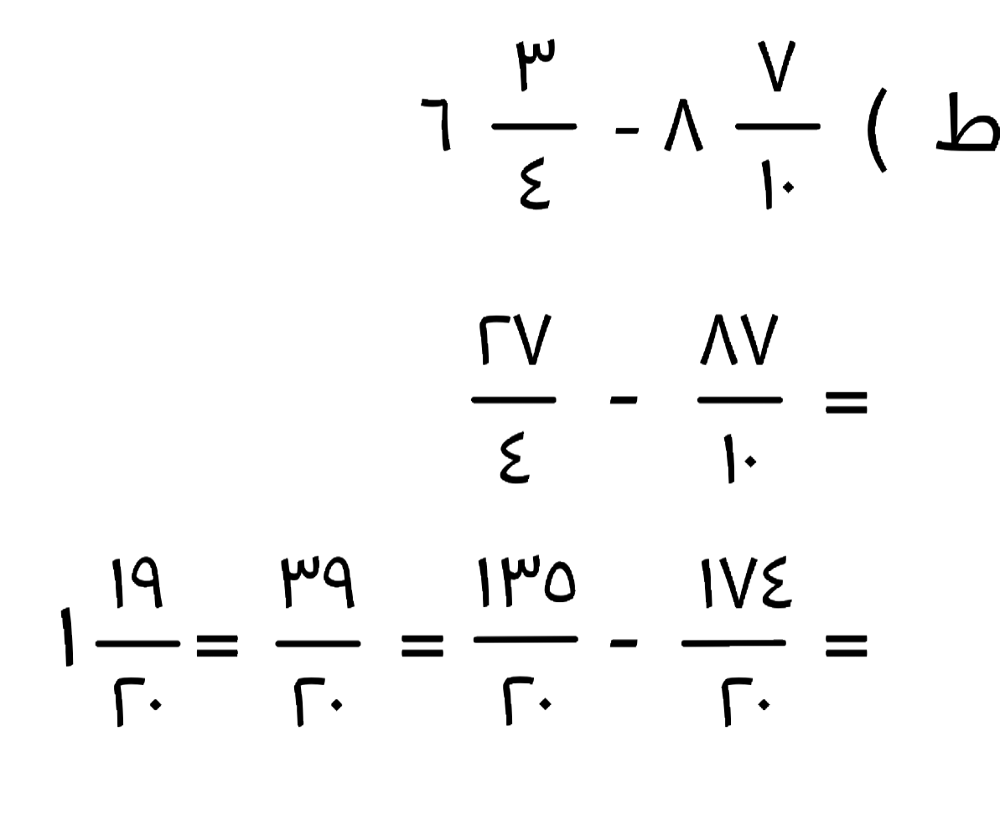 ط ) ٨ ٧/١٠ - ٦ ٣/٤
= ٨٧/١٠ - ٢٧/٤
= ١٧٤/٢٠ - ١٣٥/٢٠ = ٣٩/٢٠ = ١ ١٩/٢٠